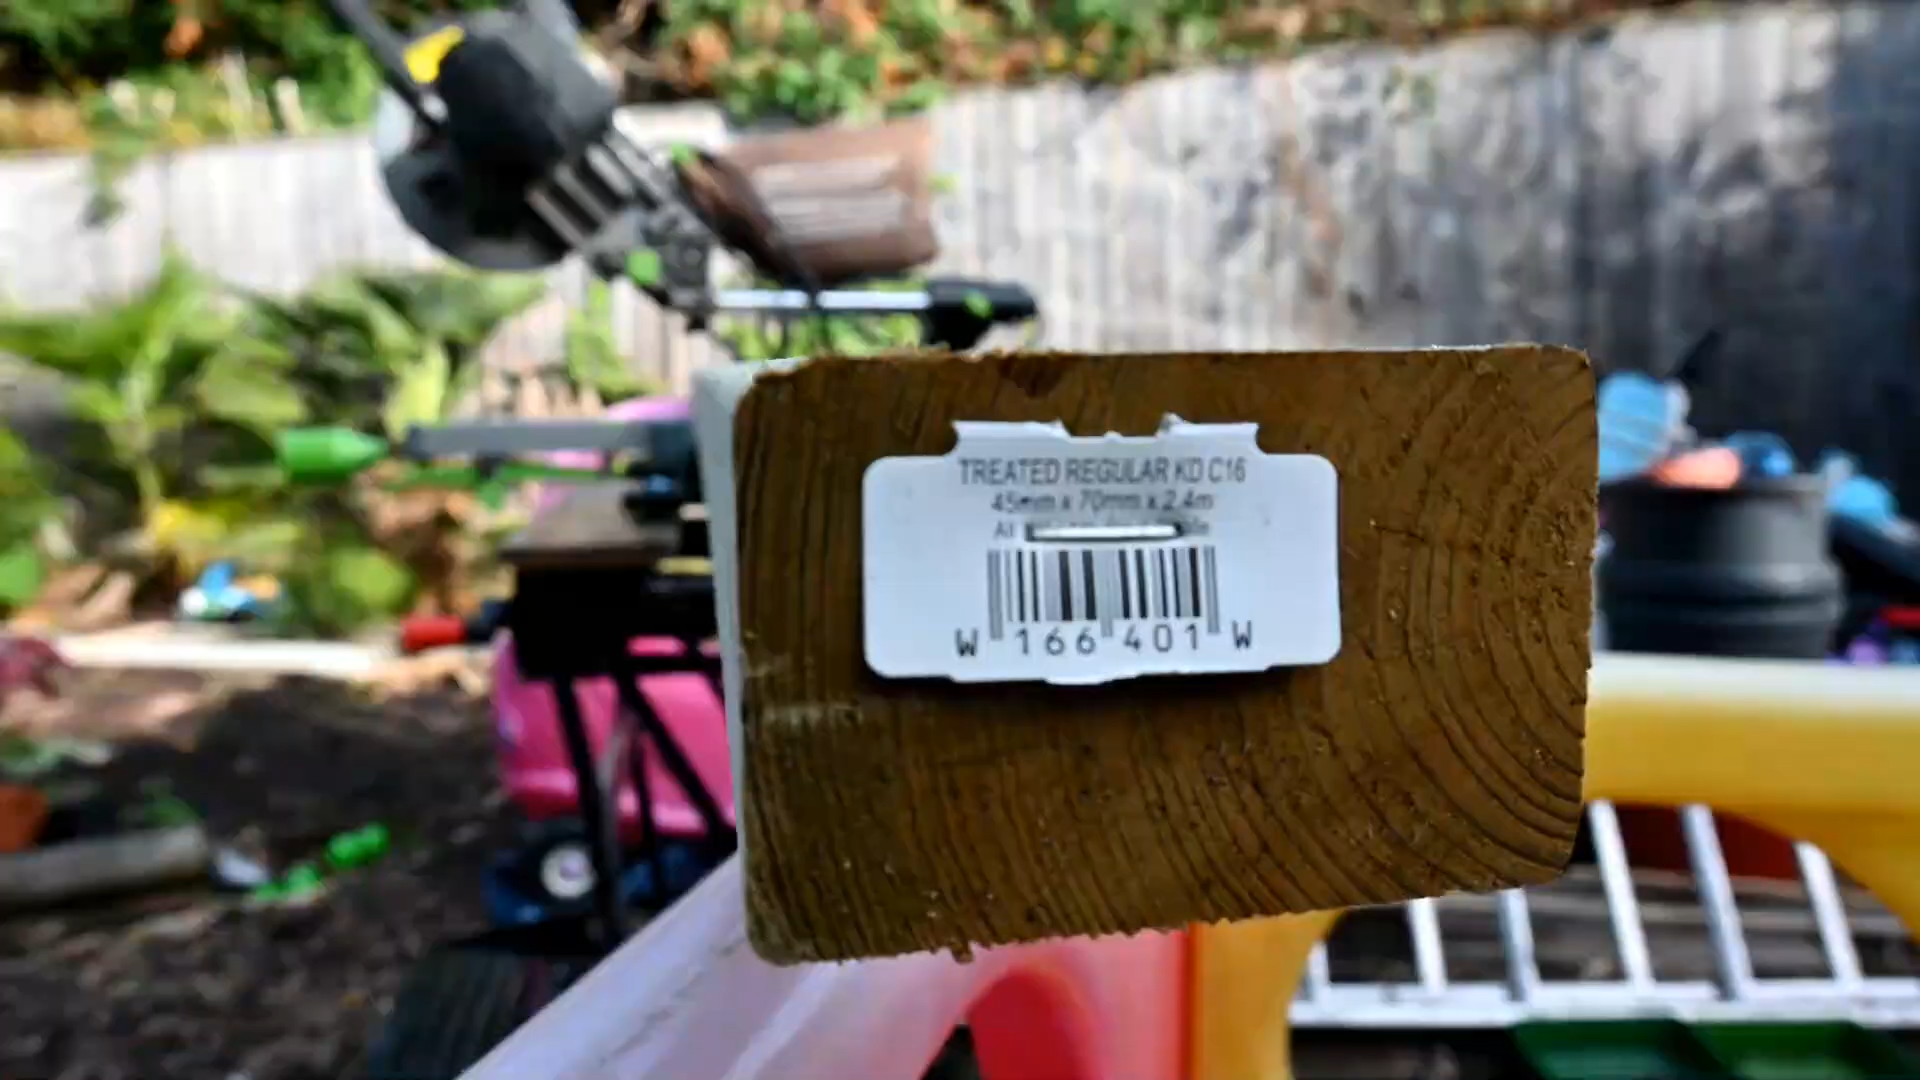 TREATED REGULAR KD C16
45mm x 70mm x 2.4m
W 166 401 W